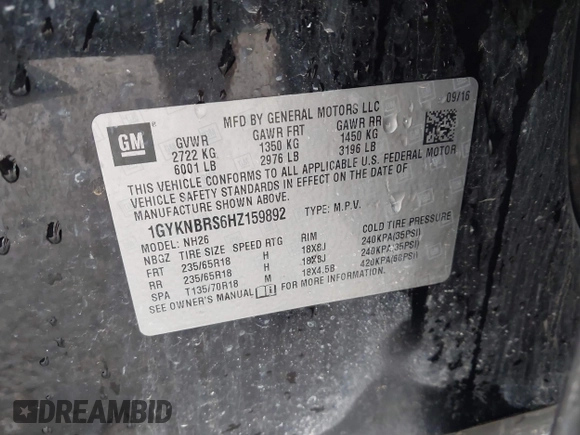 MFD BY GENERAL MOTORS LLC 09/16
GM
GVWR GAWR FRT GAWR RR
2722 KG 1350 KG 1450 KG
6001 LB 2976 LB 3196 LB
THIS VEHICLE CONFORMS TO ALL APPLICABLE U.S. FEDERAL MOTOR
VEHICLE SAFETY STANDARDS IN EFFECT ON THE DATE OF
MANUFACTURE SHOWN ABOVE.
1GYKNBRS6HZ159892 TYPE: M.P.V.
MODEL: NH26
NBGZ TIRE SIZE SPEED RTG RIM COLD TIRE PRESSURE
FRT 235/65R18 H 18X8J 240KPA(35PSI)
RR 235/65R18 H 18X8J 240KPA(35PSI)
SPA T135/70R18 M 18X4.5B 420KPA(60PSI)
SEE OWNER'S MANUAL FOR MORE INFORMATION.
DREAMBID